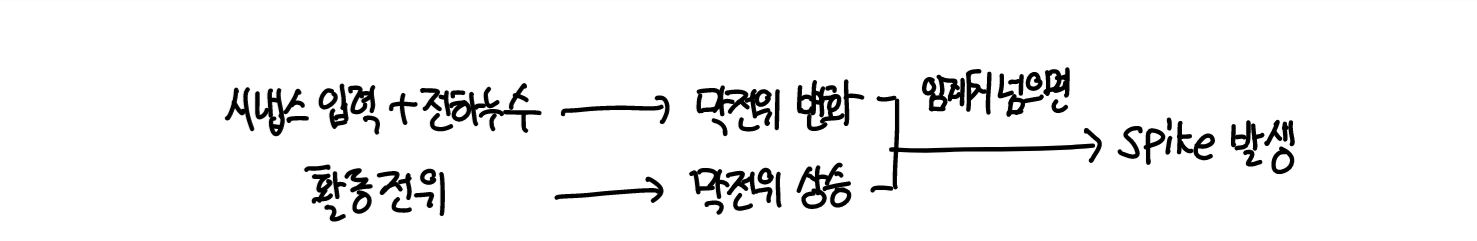 시냅스 입력 + 전하누수 → 막전위 변화
임계치 넘으면
spike 발생
활동전위 → 막전위 상승